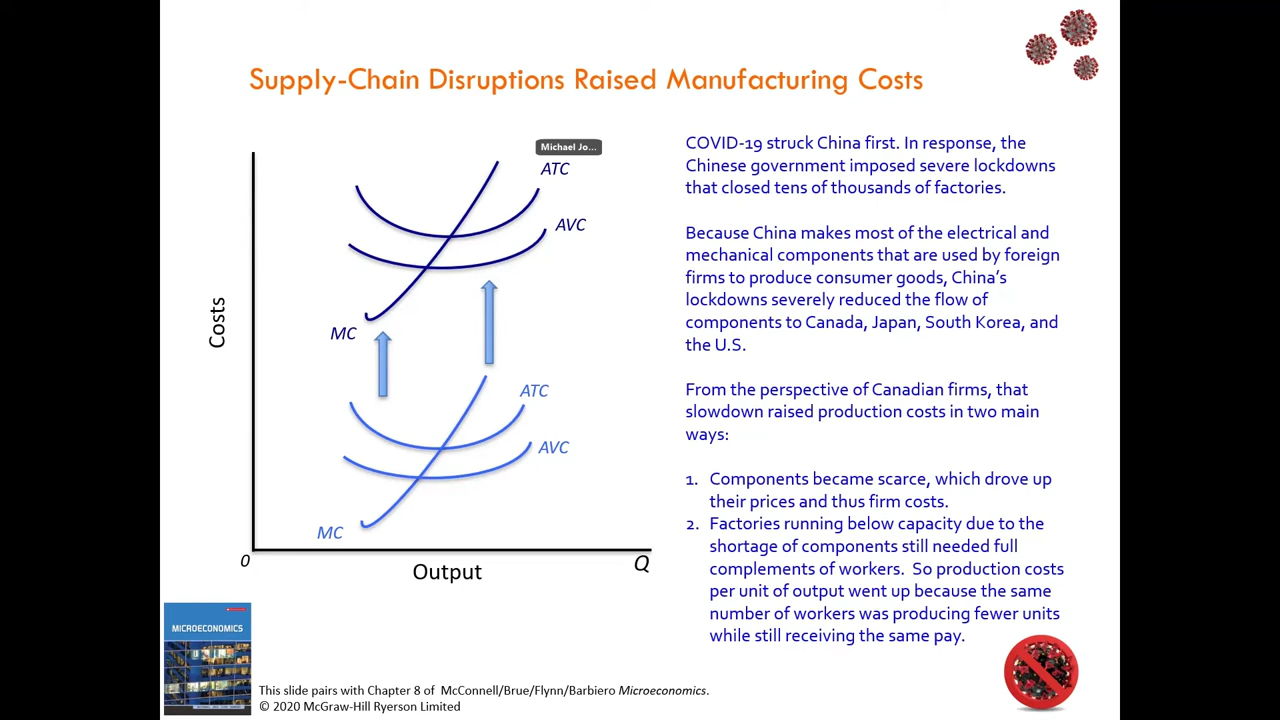 Supply-Chain Disruptions Raised Manufacturing Costs
Michael Jo...
ATC
AVC
MC
Costs
ATC
AVC
MC
0
Output
Q
COVID-19 struck China first. In response, the
Chinese government imposed severe lockdowns
that closed tens of thousands of factories.
Because China makes most of the electrical and
mechanical components that are used by foreign
firms to produce consumer goods, China's
lockdowns severely reduced the flow of
components to Canada, Japan, South Korea, and
the U.S.
From the perspective of Canadian firms, that
slowdown raised production costs in two main
ways:
1. Components became scarce, which drove up
their prices and thus firm costs.
2. Factories running below capacity due to the
shortage of components still needed full
complements of workers. So production costs
per unit of output went up because the same
number of workers was producing fewer units
while still receiving the same pay.
MICROECONOMICS
This slide pairs with Chapter 8 of McConnell/Brue/Flynn/Barbiero Microeconomics.
© 2020 McGraw-Hill Ryerson Limited